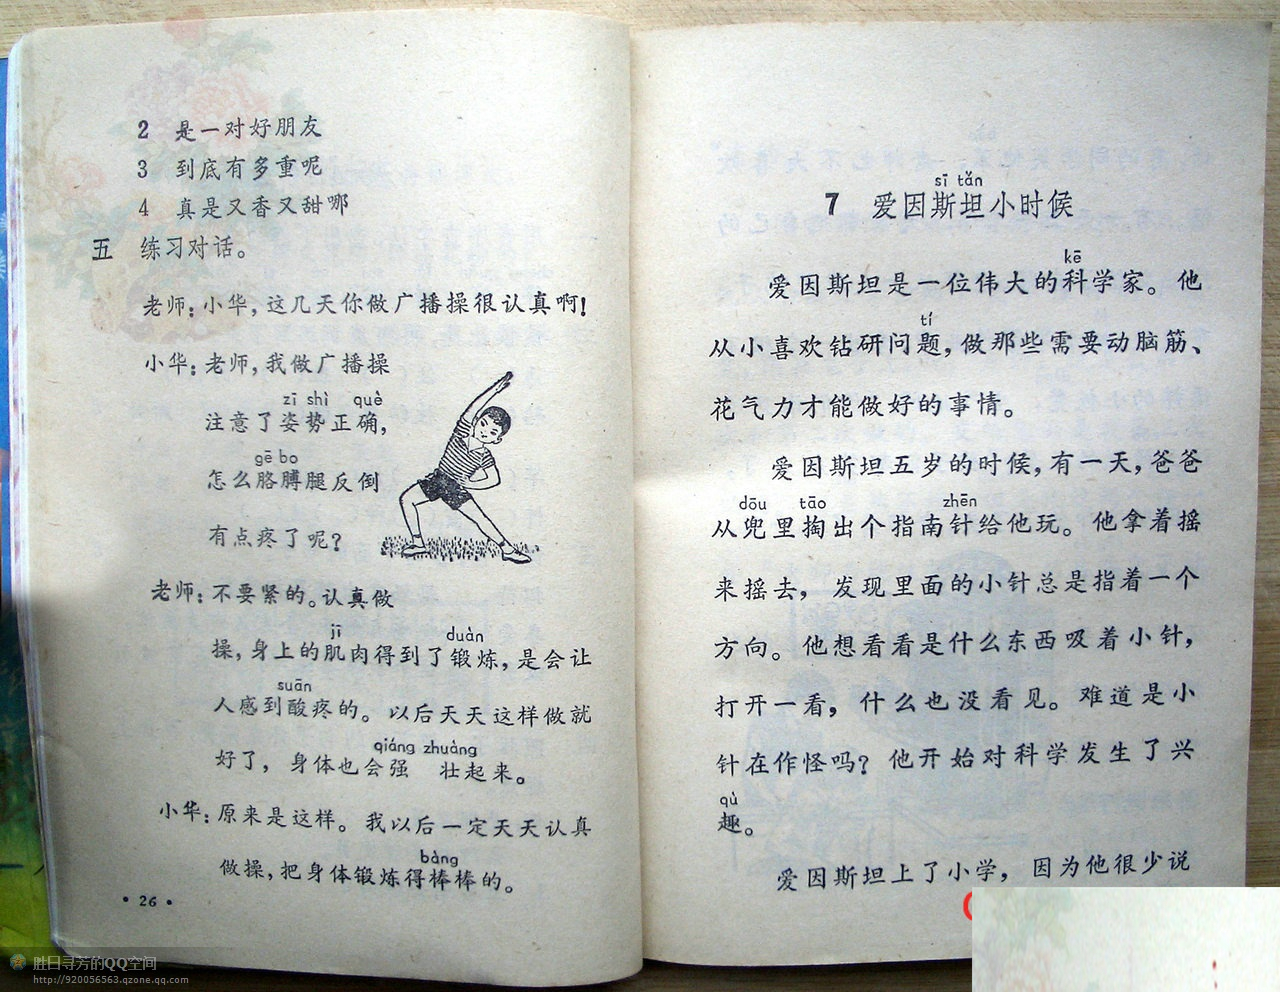 2 是一对好朋友
3 到底有多重呢
4 真是又香又甜哪
五 练习对话。
老师：小华，这几天你做广播操很认真啊！
小华：老师，我做广播操
zī shì què
注意了姿势正确，
gē bo
怎么胳膊腿反倒
有点疼了呢？
老师：不要紧的。认真做
jī duàn
操，身上的肌肉得到了锻炼，是会让
suān
人感到酸疼的。以后天天这样做就
qiáng zhuàng
好了，身体也会强 壮起来。
小华：原来是这样。我以后一定天天认真
bàng
做操，把身体锻炼得棒棒的。
• 26 •
sī tǎn
7 爱因斯坦小时候
kē
爱因斯坦是一位伟大的科学家。他
tí
从小喜欢钻研问题，做那些需要动脑筋、
花气力才能做好的事情。
爱因斯坦五岁的时候，有一天，爸爸
dōu tāo zhēn
从兜里掏出个指南针给他玩。他拿着摇
来摇去，发现里面的小针总是指着一个
方向。他想看看是什么东西吸着小针，
打开一看，什么也没看见。难道是小
针在作怪吗？他开始对科学发生了兴
qù
趣。
爱因斯坦上了小学，因为他很少说
胜日寻芳的QQ空间
http://920056563.qzone.qq.com